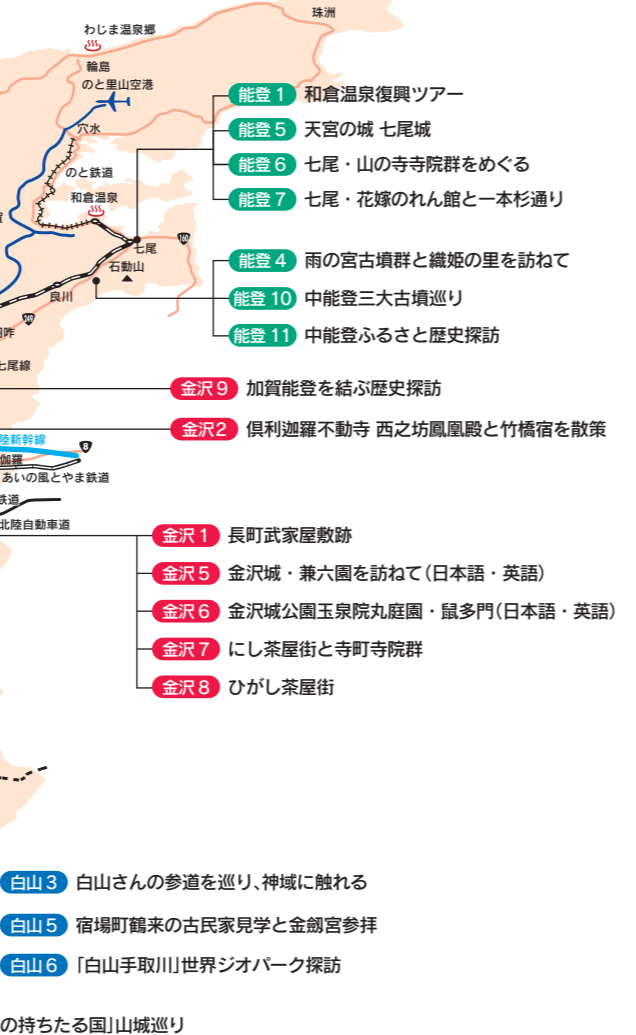 珠洲
わじま温泉郷
輪島
のと里山空港
穴水
のと鉄道
和倉温泉
七尾
160
石動山
良川
249
咋
七尾線
能登 1 和倉温泉復興ツアー
能登 5 天宮の城 七尾城
能登 6 七尾・山の寺寺院群をめぐる
能登 7 七尾・花嫁のれん館と一本杉通り
能登 4 雨の宮古墳群と織姫の里を訪ねて
能登 10 中能登三大古墳巡り
能登 11 中能登ふるさと歴史探訪
金沢 9 加賀能登を結ぶ歴史探訪
金沢2 倶利迦羅不動寺 西之坊鳳凰殿と竹橋宿を散策
陸新幹線
8
伽羅
あいの風とやま鉄道
鉄道
北陸自動車道
金沢 1 長町武家屋敷跡
金沢 5 金沢城・兼六園を訪ねて(日本語・英語)
金沢 6 金沢城公園玉泉院丸庭園・鼠多門(日本語・英語)
金沢 7 にし茶屋街と寺町寺院群
金沢 8 ひがし茶屋街
白山 3 白山さんの参道を巡り、神域に触れる
白山 5 宿場町鶴来の古民家見学と金劔宮参拝
白山 6 「白山手取川」世界ジオパーク探訪
の持ちたる国」山城巡り